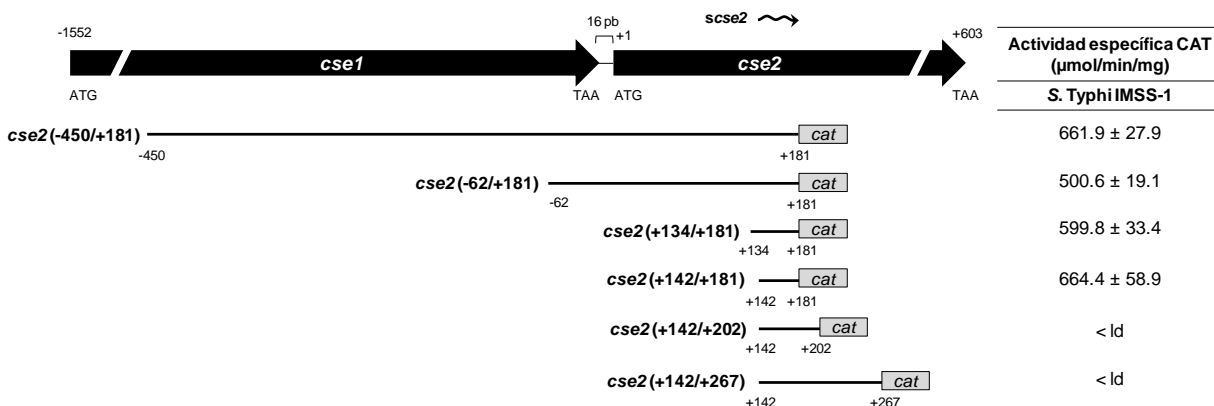 scse2
-1552
16 pb
+1
+603
cse1
cse2
ATG
TAA
ATG
TAA
Actividad específica CAT
(µmol/min/mg)
S. Typhi IMSS-1
cse2 (-450/+181)
cat
-450
+181
661.9 ± 27.9
cse2 (-62/+181)
cat
-62
+181
500.6 ± 19.1
cse2 (+134/+181)
cat
+134
+181
599.8 ± 33.4
cse2 (+142/+181)
cat
+142
+181
664.4 ± 58.9
cse2 (+142/+202)
cat
+142
+202
< ld
cse2 (+142/+267)
cat
+142
+267
< ld